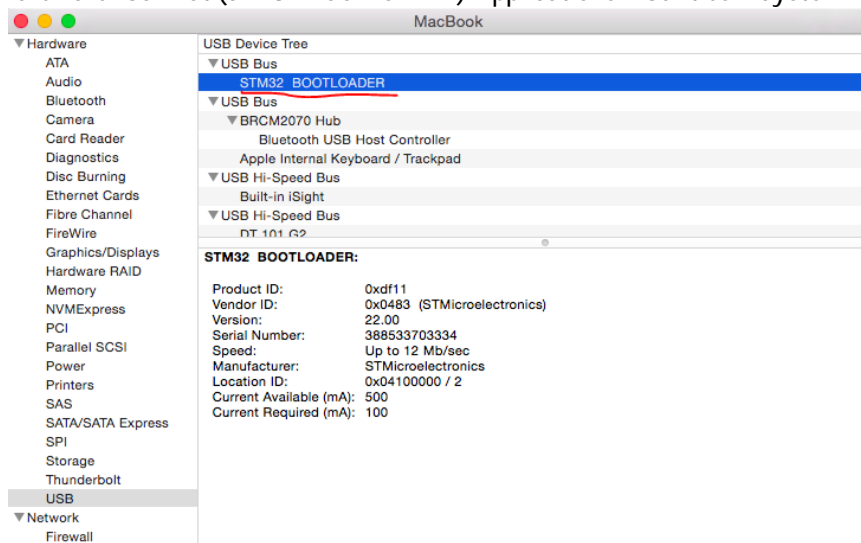 MacBook
▼Hardware
ATA
Audio
Bluetooth
Camera
Card Reader
Diagnostics
Disc Burning
Ethernet Cards
Fibre Channel
FireWire
Graphics/Displays
Hardware RAID
Memory
NVMExpress
PCI
Parallel SCSI
Power
Printers
SAS
SATA/SATA Express
SPI
Storage
Thunderbolt
USB
▼Network
Firewall
USB Device Tree
▼USB Bus
STM32 BOOTLOADER
▼USB Bus
▼BRCM2070 Hub
Bluetooth USB Host Controller
Apple Internal Keyboard / Trackpad
▼USB Hi-Speed Bus
Built-in iSight
▼USB Hi-Speed Bus
DT 101 G2
STM32 BOOTLOADER:
Product ID: 0xdf11
Vendor ID: 0x0483 (STMicroelectronics)
Version: 22.00
Serial Number: 388533703334
Speed: Up to 12 Mb/sec
Manufacturer: STMicroelectronics
Location ID: 0x04100000 / 2
Current Available (mA): 500
Current Required (mA): 100